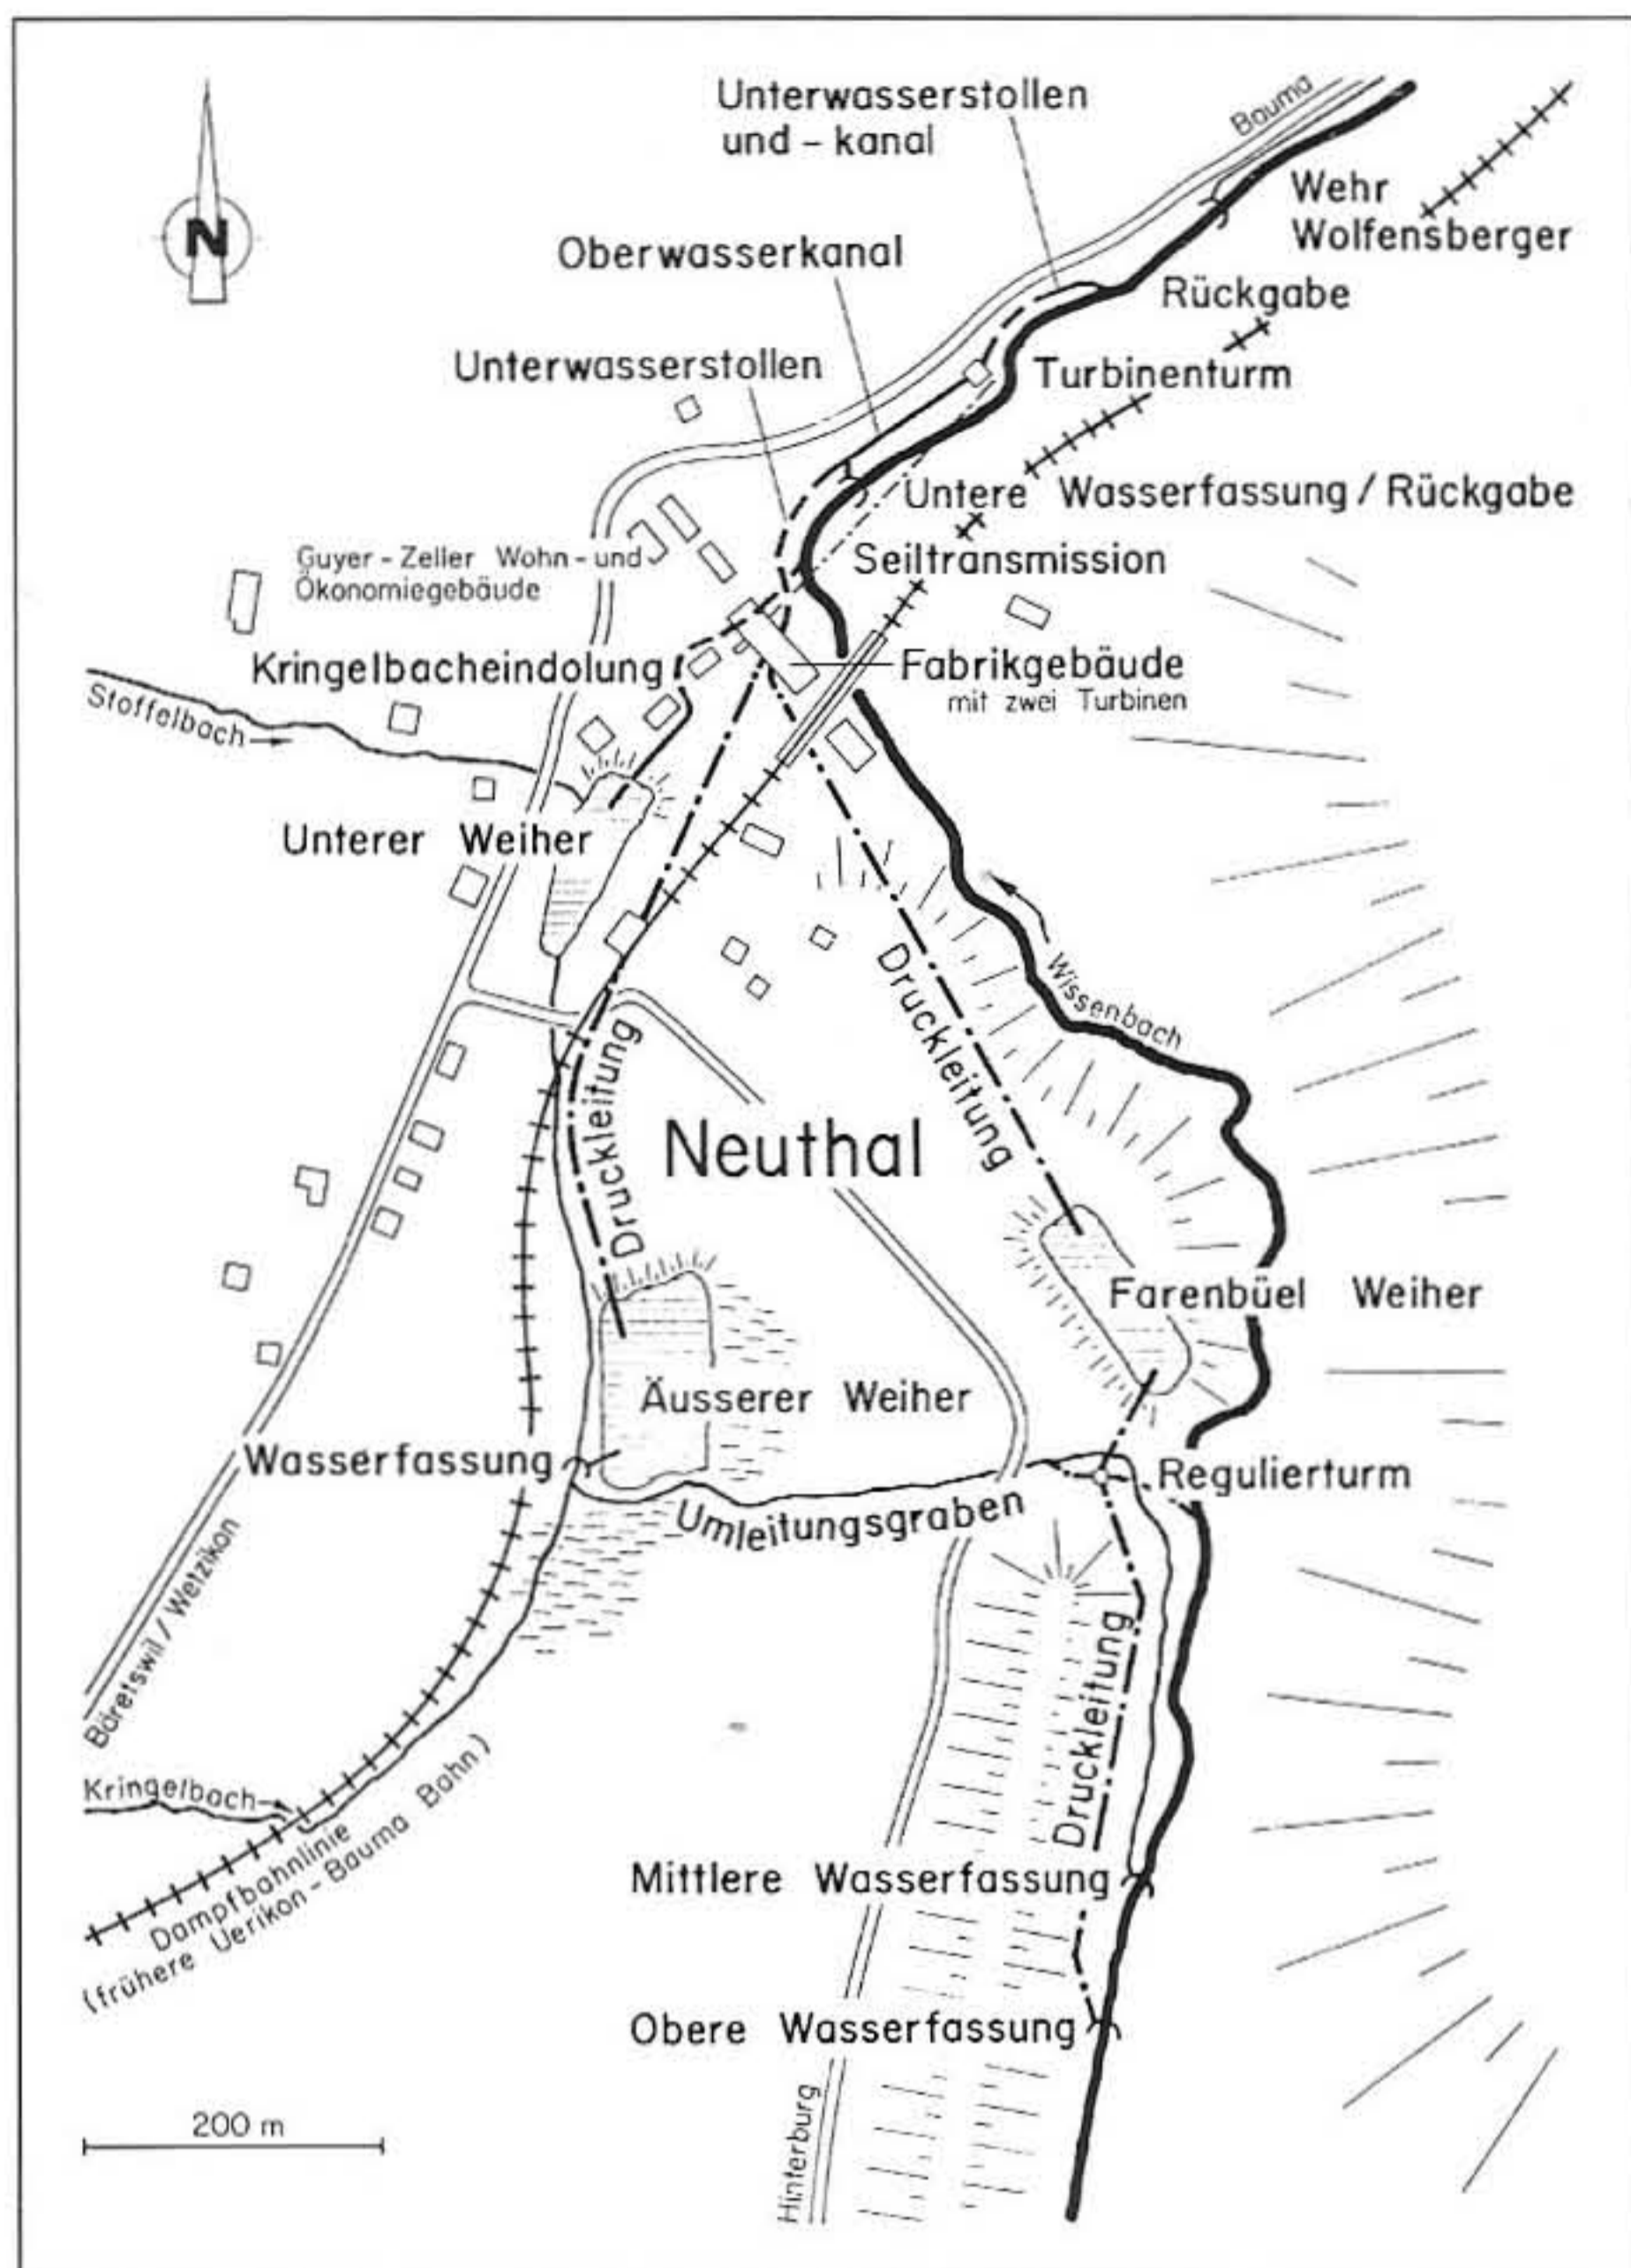 Unterwasserstollen
und - kanal
Bauma
Wehr
Wolfensberger
N
Oberwasserkanal
Rückgabe
Unterwasserstollen
Turbinenturm
Untere Wasserfassung / Rückgabe
Guyer - Zeller Wohn - und
Ökonomiegebäude
Seiltransmission
Kringelbacheindolung
Fabrikgebäude
mit zwei Turbinen
Stoffelbach
Unterer Weiher
Druckleitung
Wissenbach
Druckleitung
Neuthal
Farenbüel Weiher
Äusserer Weiher
Wasserfassung
Regulierturm
Umleitungsgraben
Bäretswil / Wetzikon
Druckleitung
Kringelbach
Dampfbahnlinie
(frühere Uerikon - Bauma Bahn)
Mittlere Wasserfassung
Obere Wasserfassung
Hinterburg
200 m